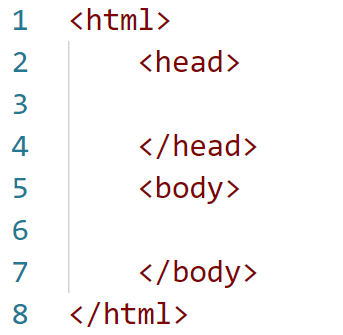 1 <html>
2 <head>
3
4 </head>
5 <body>
6
7 </body>
8 </html>